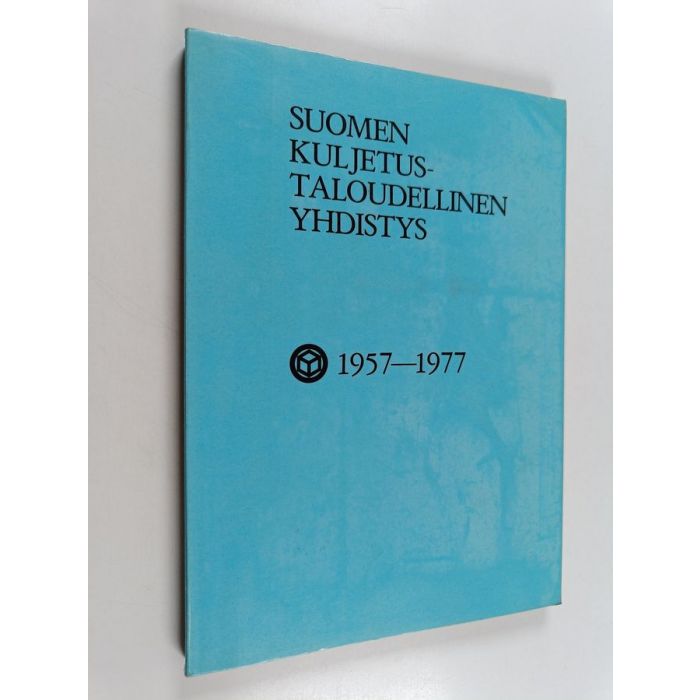 SUOMEN
KULJETUS-
TALOUDELLINEN
YHDISTYS
1957—1977